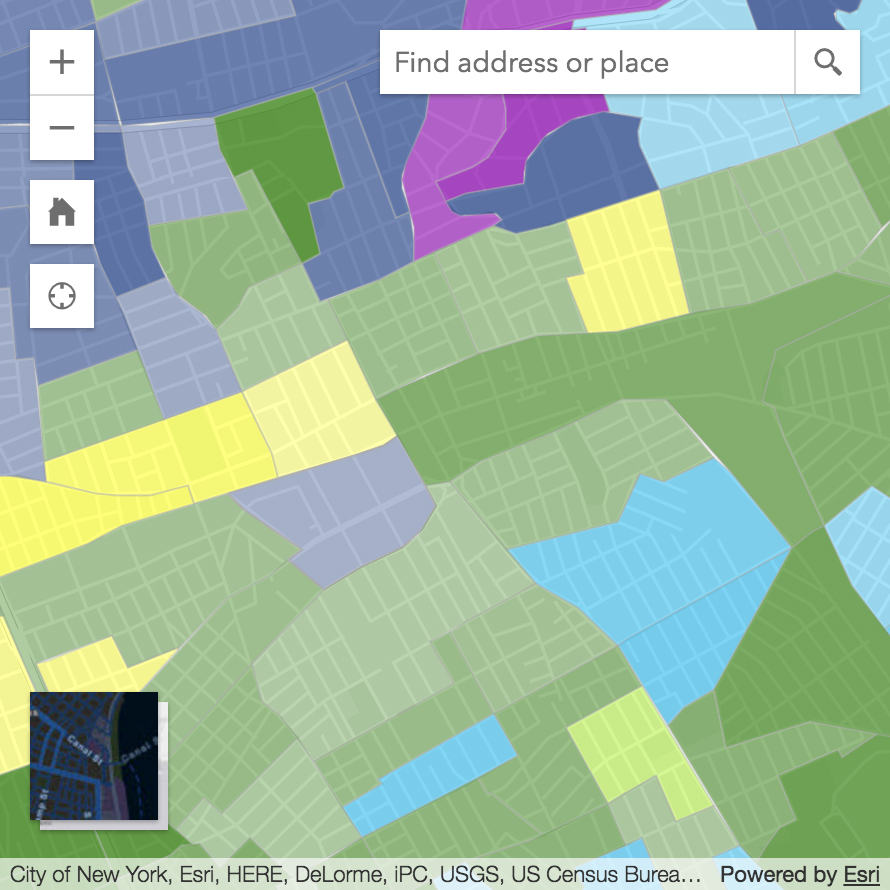 +
Find address or place
−
Canal St
Canal S
City of New York, Esri, HERE, DeLorme, iPC, USGS, US Census Burea… Powered by Esri